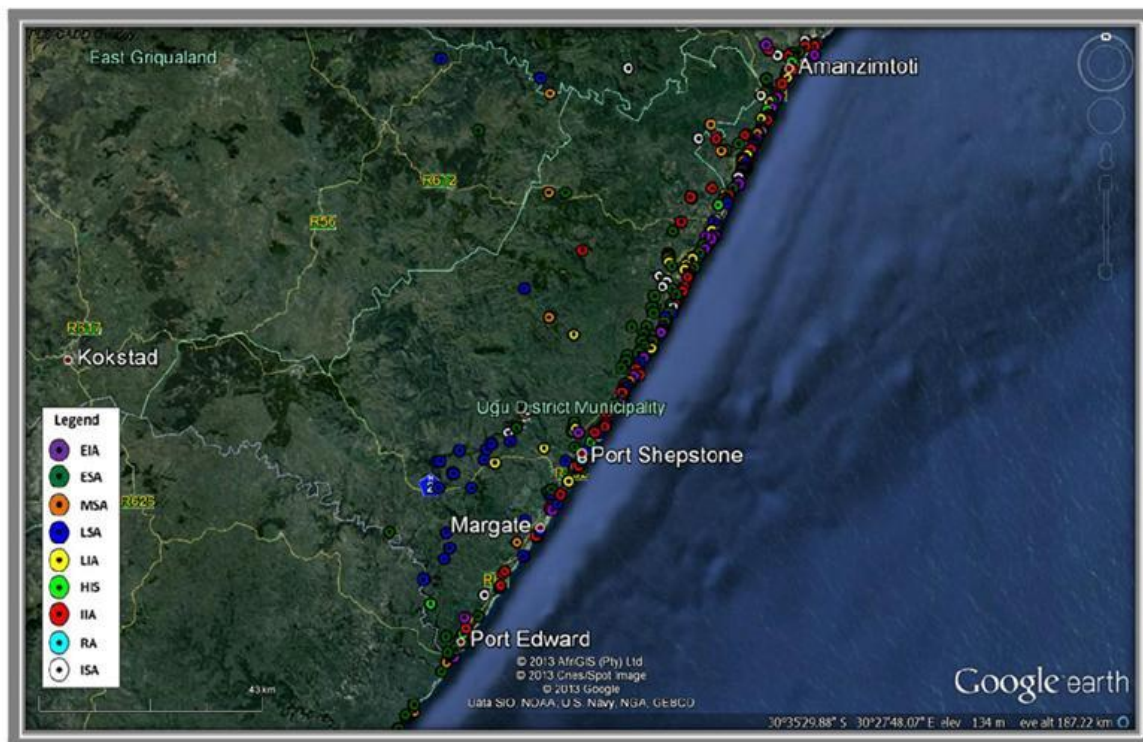 East Griqualand
Amanzimtoti
R612
R56
R617
Kokstad
Ugu District Municipality
Port Shepstone
Margate
Port Edward
Legend
EIA
ESA
MSA
LSA
LIA
HIS
IIA
RA
ISA
43 km
© 2013 AfriGIS (Pty) Ltd.
© 2013 Cnes/Spot Image
© 2013 Google
Data SIO, NOAA, U.S. Navy, NGA, GEBCO
Google earth
30°35'29.88" S 30°27'48.07" E elev 134 m eye alt 187.22 km